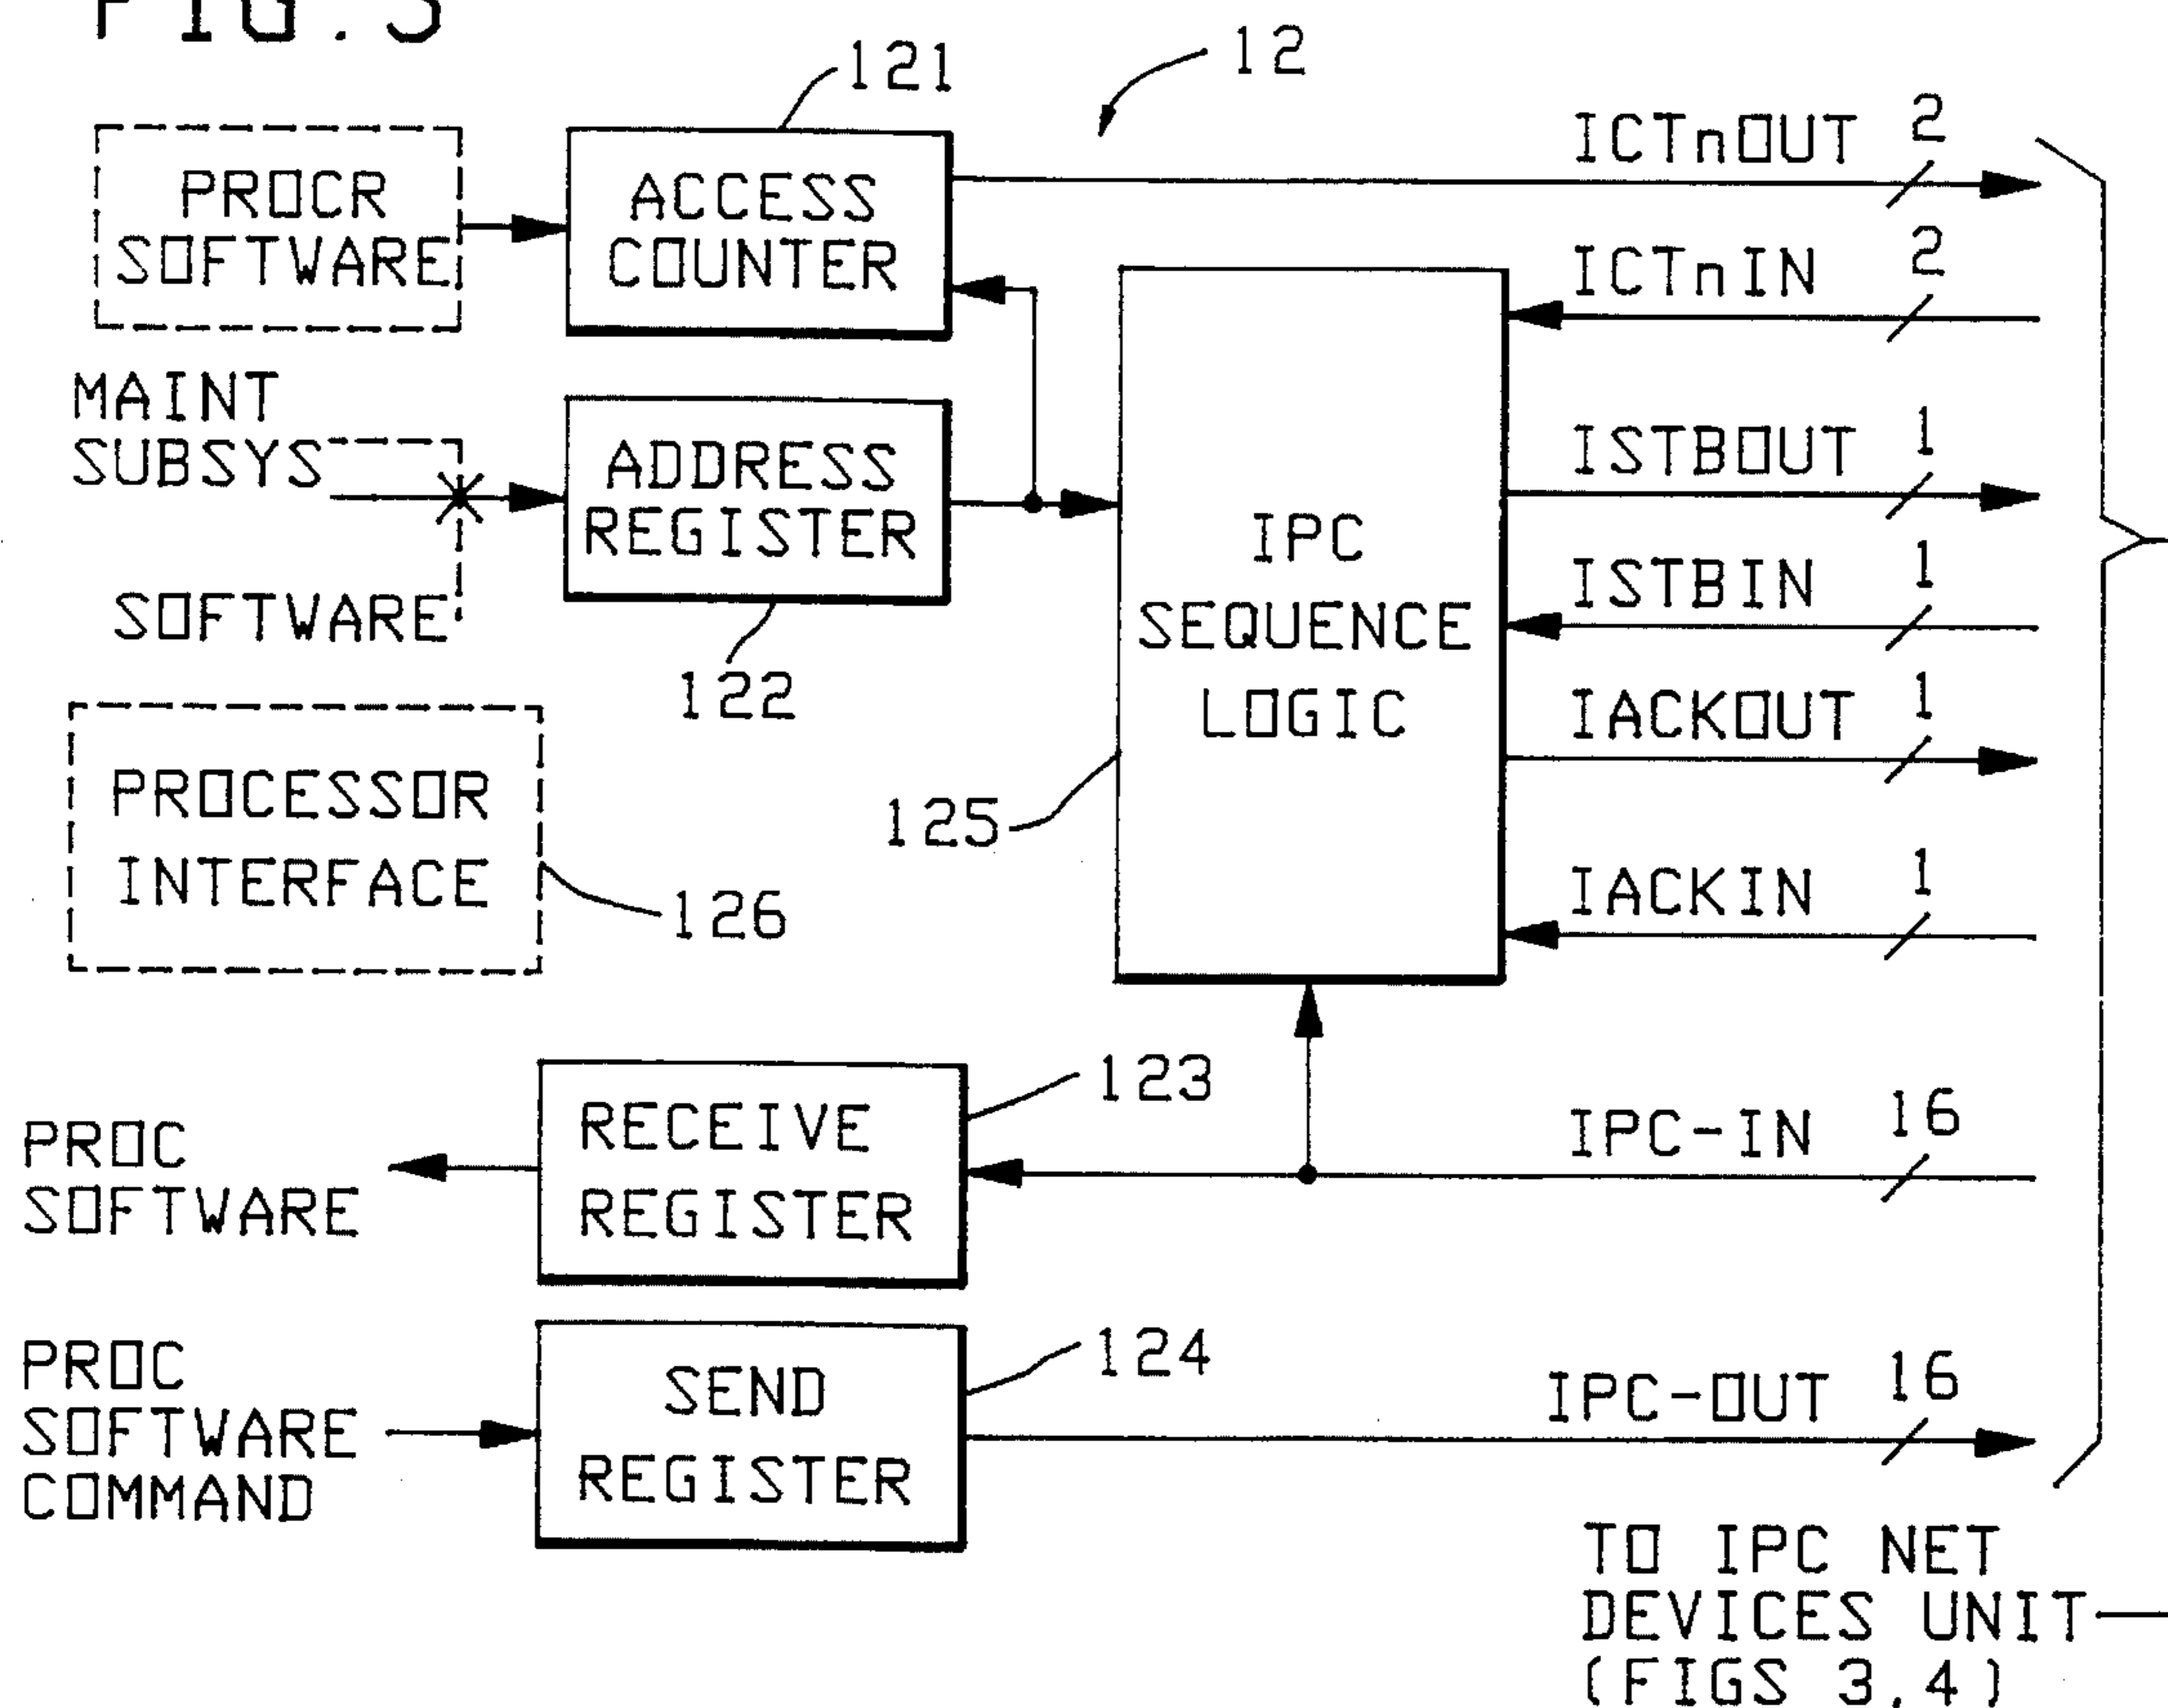 FIG. 5
121
12
PROCR
SOFTWARE
ACCESS
COUNTER
ICTnOUT 2
ICTnIN 2
MAINT
SUBSYS
SOFTWARE
ADDRESS
REGISTER
122
IPC
SEQUENCE
LOGIC
125
ISTBOUT 1
ISTBIN 1
IACKOUT 1
IACKIN 1
PROCESSOR
INTERFACE
126
PROC
SOFTWARE
RECEIVE
REGISTER
123
IPC-IN 16
PROC
SOFTWARE
COMMAND
SEND
REGISTER
124
IPC-OUT 16
TO IPC NET
DEVICES UNIT
(FIGS 3,4)